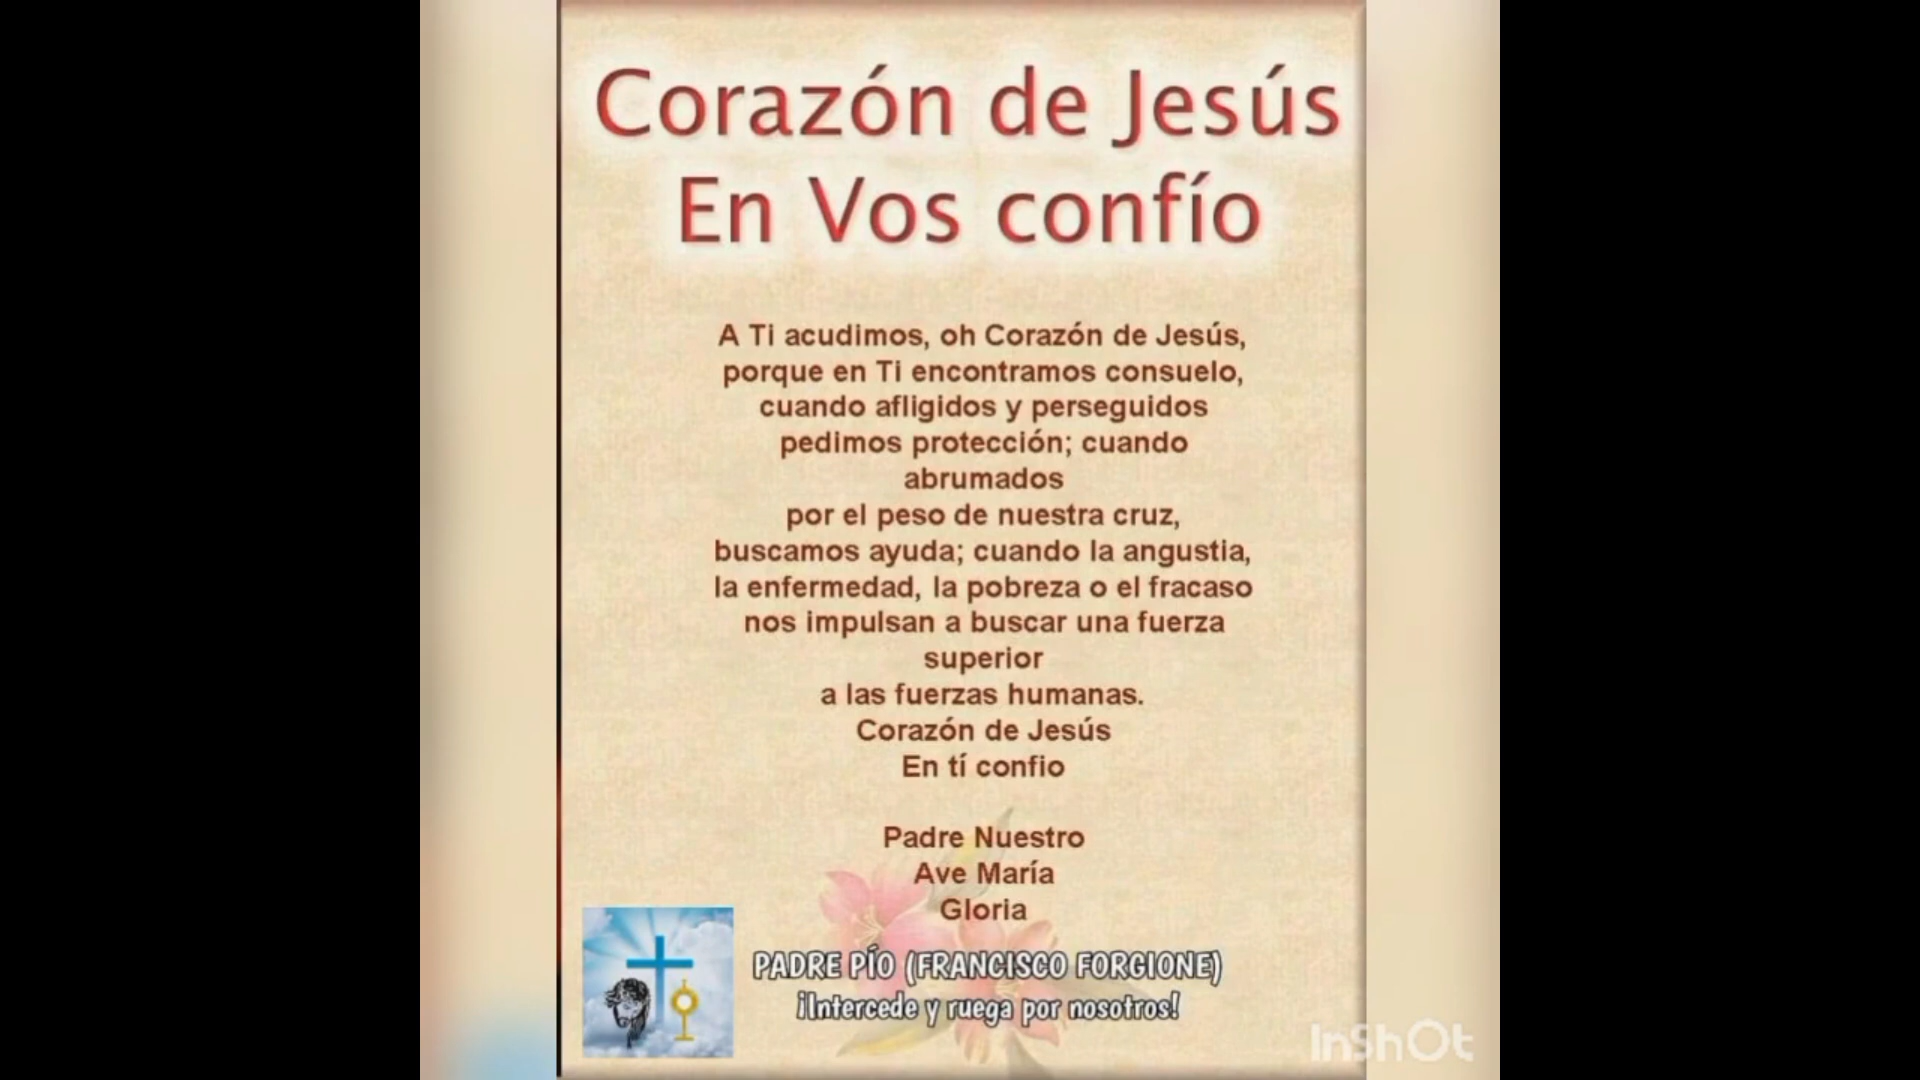 Corazón de Jesús
En Vos confío
A Ti acudimos, oh Corazón de Jesús,
porque en Ti encontramos consuelo,
cuando afligidos y perseguidos
pedimos protección; cuando
abrumados
por el peso de nuestra cruz,
buscamos ayuda; cuando la angustia,
la enfermedad, la pobreza o el fracaso
nos impulsan a buscar una fuerza
superior
a las fuerzas humanas.
Corazón de Jesús
En tí confio
Padre Nuestro
Ave María
Gloria
PADRE PÍO (FRANCISCO FORGIONE)
¡Intercede y ruega por nosotros!
InShOt